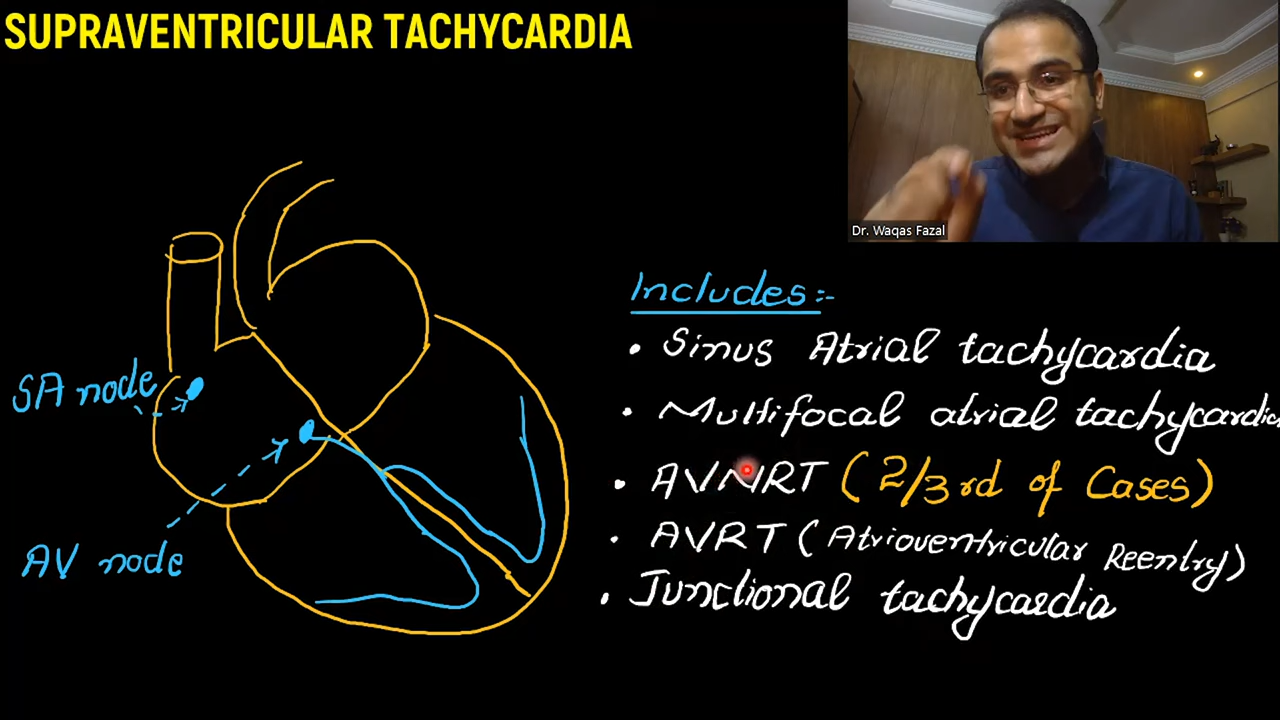 SUPRAVENTRICULAR TACHYCARDIA
Dr. Waqas Fazal
SA node
AV node
Includes:-
• Sinus Atrial tachycardia
• Multifocal atrial tachycardia
• AVNRT (2/3rd of Cases)
• AVRT (Atrioventricular Reentry)
• Junctional tachycardia